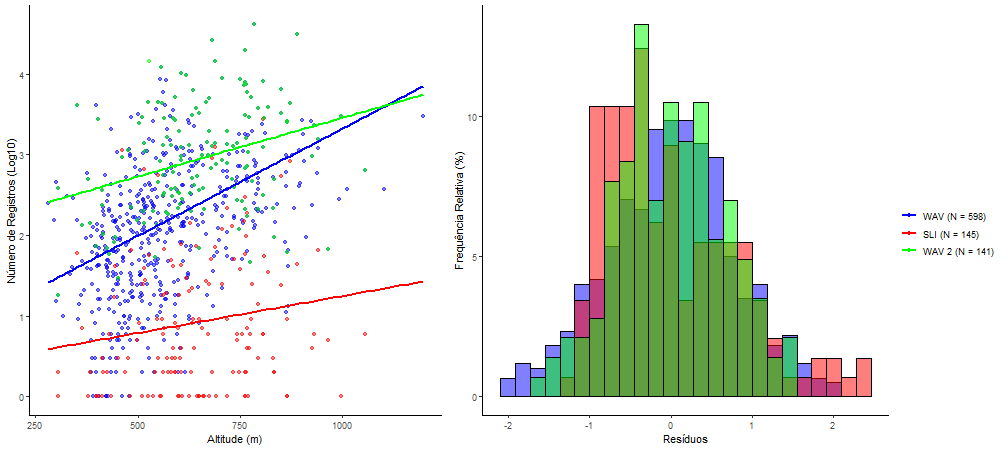 Número de Registros (Log10)
4
3
2
1
0
250
500
750
1000
Altitude (m)
Frequência Relativa (%)
10
5
0
-2
-1
0
1
2
Resíduos
WAV (N = 598)
SLI (N = 145)
WAV 2 (N = 141)